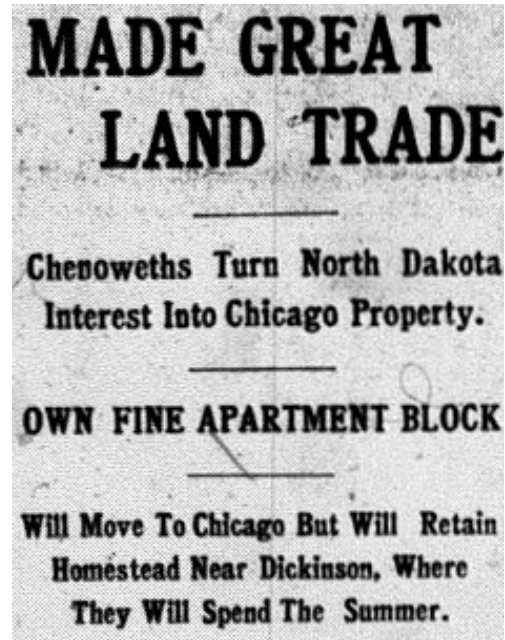 MADE GREAT
LAND TRADE
Chenoweths Turn North Dakota
Interest Into Chicago Property.
OWN FINE APARTMENT BLOCK
Will Move To Chicago But Will Retain
Homestead Near Dickinson, Where
They Will Spend The Summer.